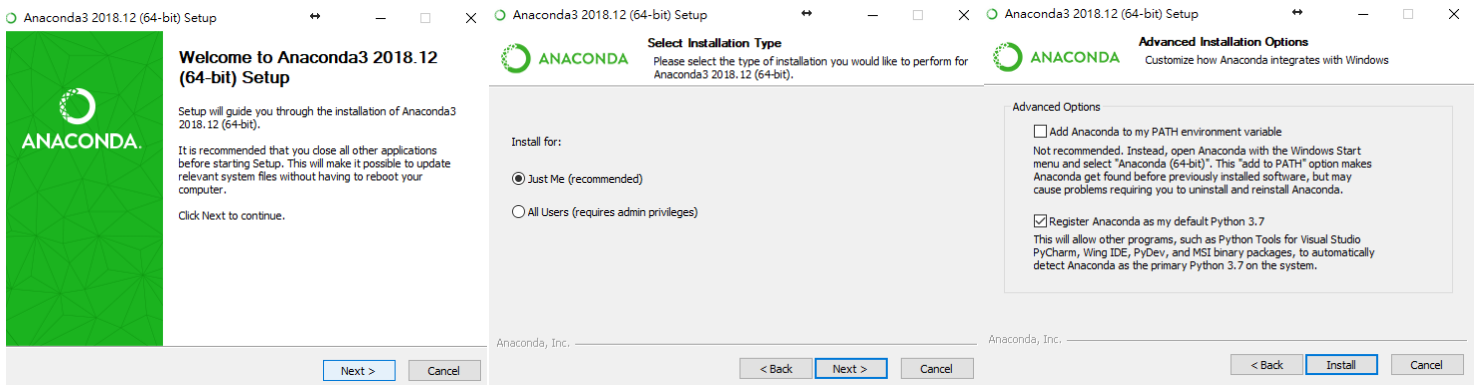 Anaconda3 2018.12 (64-bit) Setup
ANACONDA.
Welcome to Anaconda3 2018.12
(64-bit) Setup
Setup will guide you through the installation of Anaconda3
2018.12 (64-bit).
It is recommended that you close all other applications
before starting Setup. This will make it possible to update
relevant system files without having to reboot your
computer.
Click Next to continue.
Next >
Cancel
Anaconda3 2018.12 (64-bit) Setup
ANACONDA
Select Installation Type
Please select the type of installation you would like to perform for
Anaconda3 2018.12 (64-bit).
Install for:
Just Me (recommended)
All Users (requires admin privileges)
Anaconda, Inc.
< Back
Next >
Cancel
Anaconda3 2018.12 (64-bit) Setup
ANACONDA
Advanced Installation Options
Customize how Anaconda integrates with Windows
Advanced Options
Add Anaconda to my PATH environment variable
Not recommended. Instead, open Anaconda with the Windows Start
menu and select "Anaconda (64-bit)". This "add to PATH" option makes
Anaconda get found before previously installed software, but may
cause problems requiring you to uninstall and reinstall Anaconda.
Register Anaconda as my default Python 3.7
This will allow other programs, such as Python Tools for Visual Studio
PyCharm, Wing IDE, PyDev, and MSI binary packages, to automatically
detect Anaconda as the primary Python 3.7 on the system.
Anaconda, Inc.
< Back
Install
Cancel